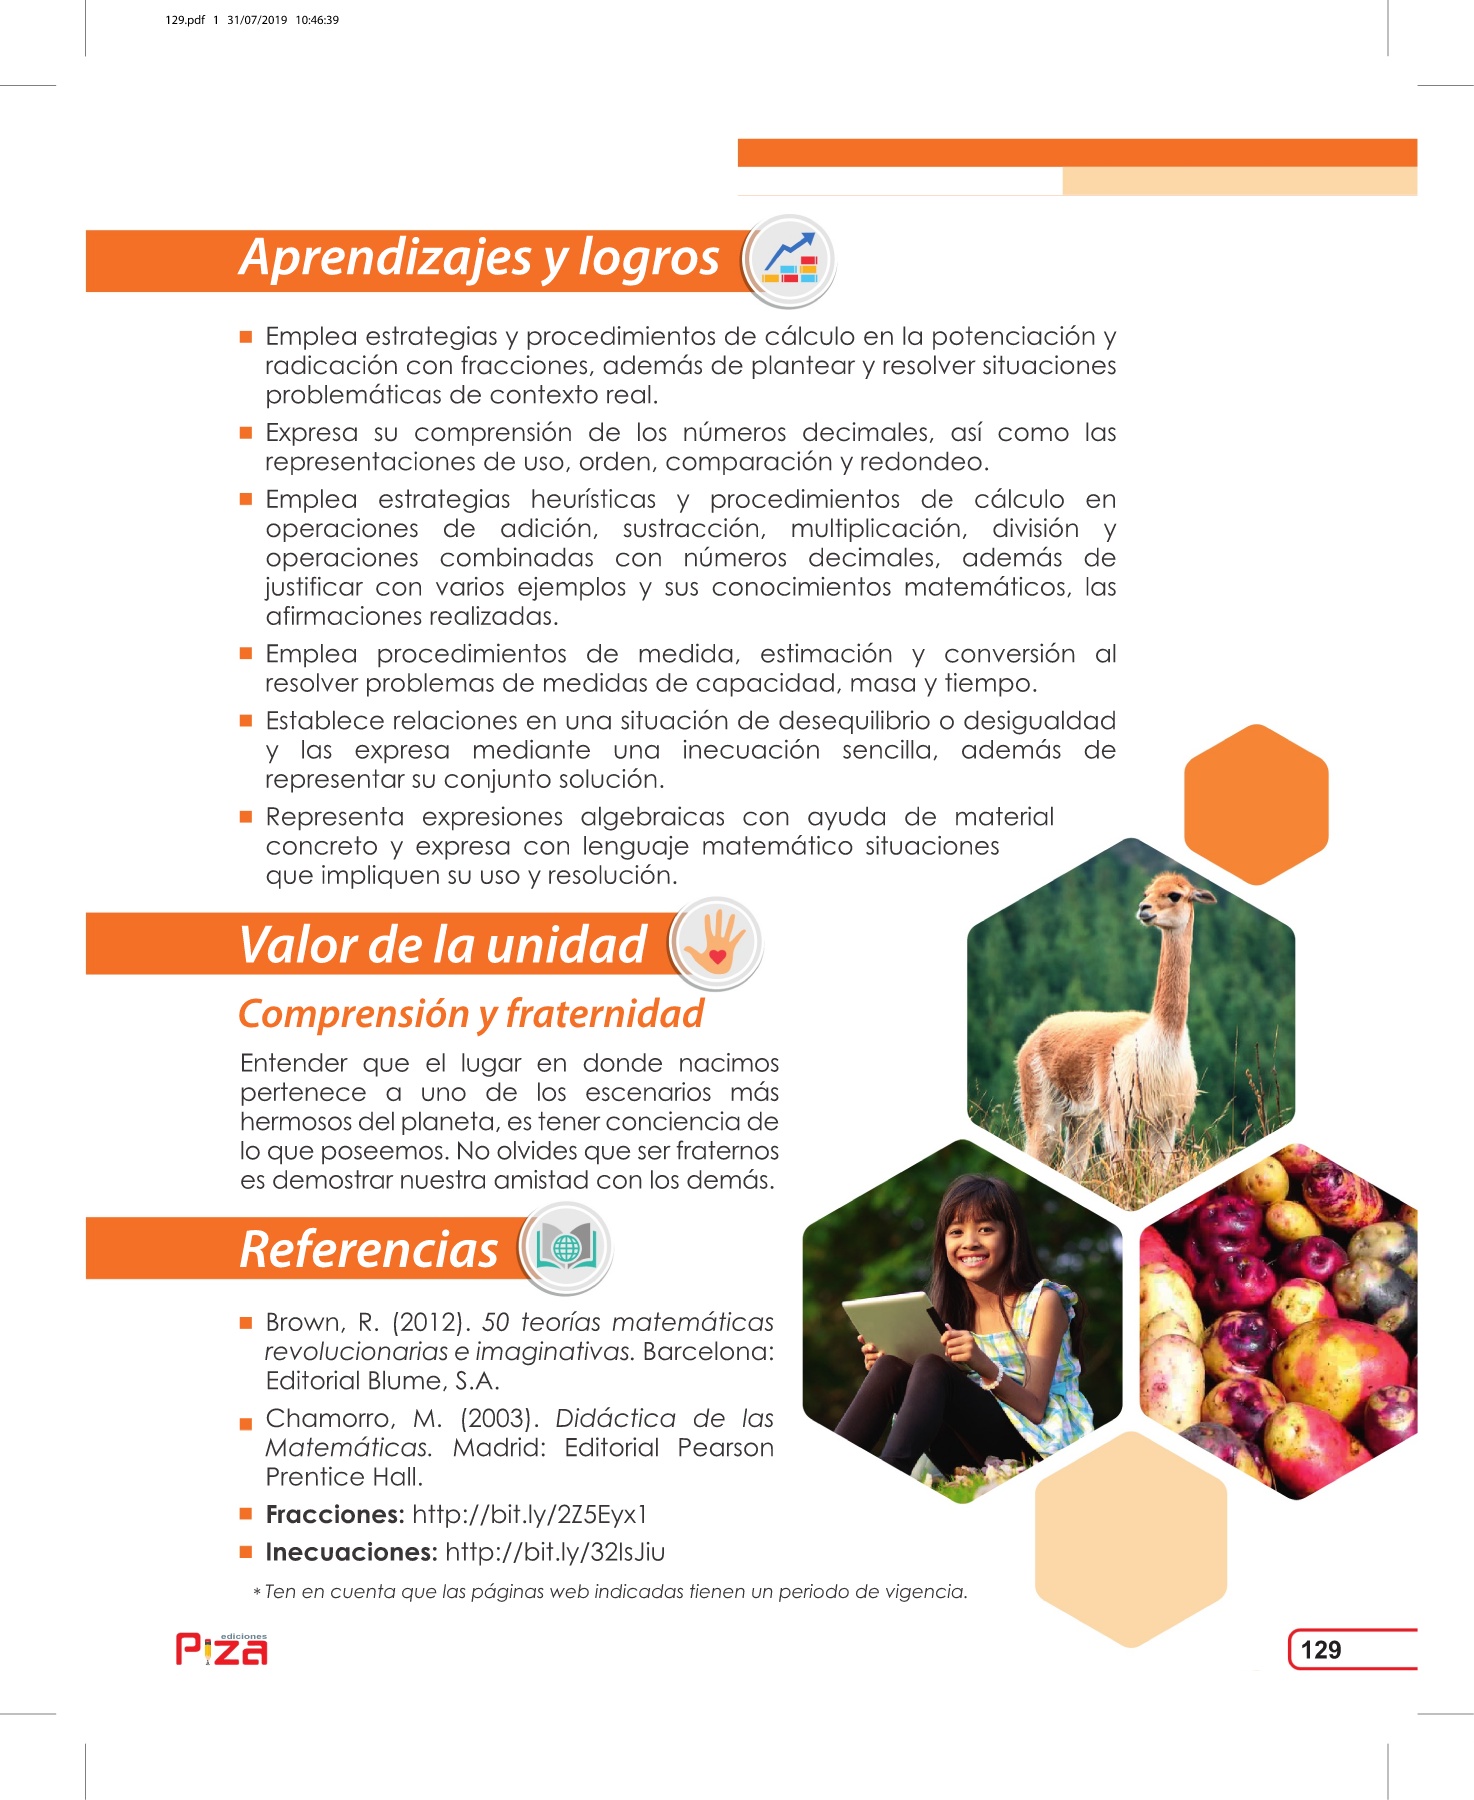 129.pdf 1 31/07/2019 10:46:39
Aprendizajes y logros
Emplea estrategias y procedimientos de cálculo en la potenciación y
radicación con fracciones, además de plantear y resolver situaciones
problemáticas de contexto real.
Expresa su comprensión de los números decimales, así como las
representaciones de uso, orden, comparación y redondeo.
Emplea estrategias heurísticas y procedimientos de cálculo en
operaciones de adición, sustracción, multiplicación, división y
operaciones combinadas con números decimales, además de
justificar con varios ejemplos y sus conocimientos matemáticos, las
afirmaciones realizadas.
Emplea procedimientos de medida, estimación y conversión al
resolver problemas de medidas de capacidad, masa y tiempo.
Establece relaciones en una situación de desequilibrio o desigualdad
y las expresa mediante una inecuación sencilla, además de
representar su conjunto solución.
Representa expresiones algebraicas con ayuda de material
concreto y expresa con lenguaje matemático situaciones
que impliquen su uso y resolución.
Valor de la unidad
Comprensión y fraternidad
Entender que el lugar en donde nacimos
pertenece a uno de los escenarios más
hermosos del planeta, es tener conciencia de
lo que poseemos. No olvides que ser fraternos
es demostrar nuestra amistad con los demás.
Referencias
Brown, R. (2012). 50 teorías matemáticas
revolucionarias e imaginativas. Barcelona:
Editorial Blume, S.A.
Chamorro, M. (2003). Didáctica de las
Matemáticas. Madrid: Editorial Pearson
Prentice Hall.
Fracciones: http://bit.ly/2Z5Eyx1
Inecuaciones: http://bit.ly/32IsJiu
* Ten en cuenta que las páginas web indicadas tienen un periodo de vigencia.
ediciones
Piza
129